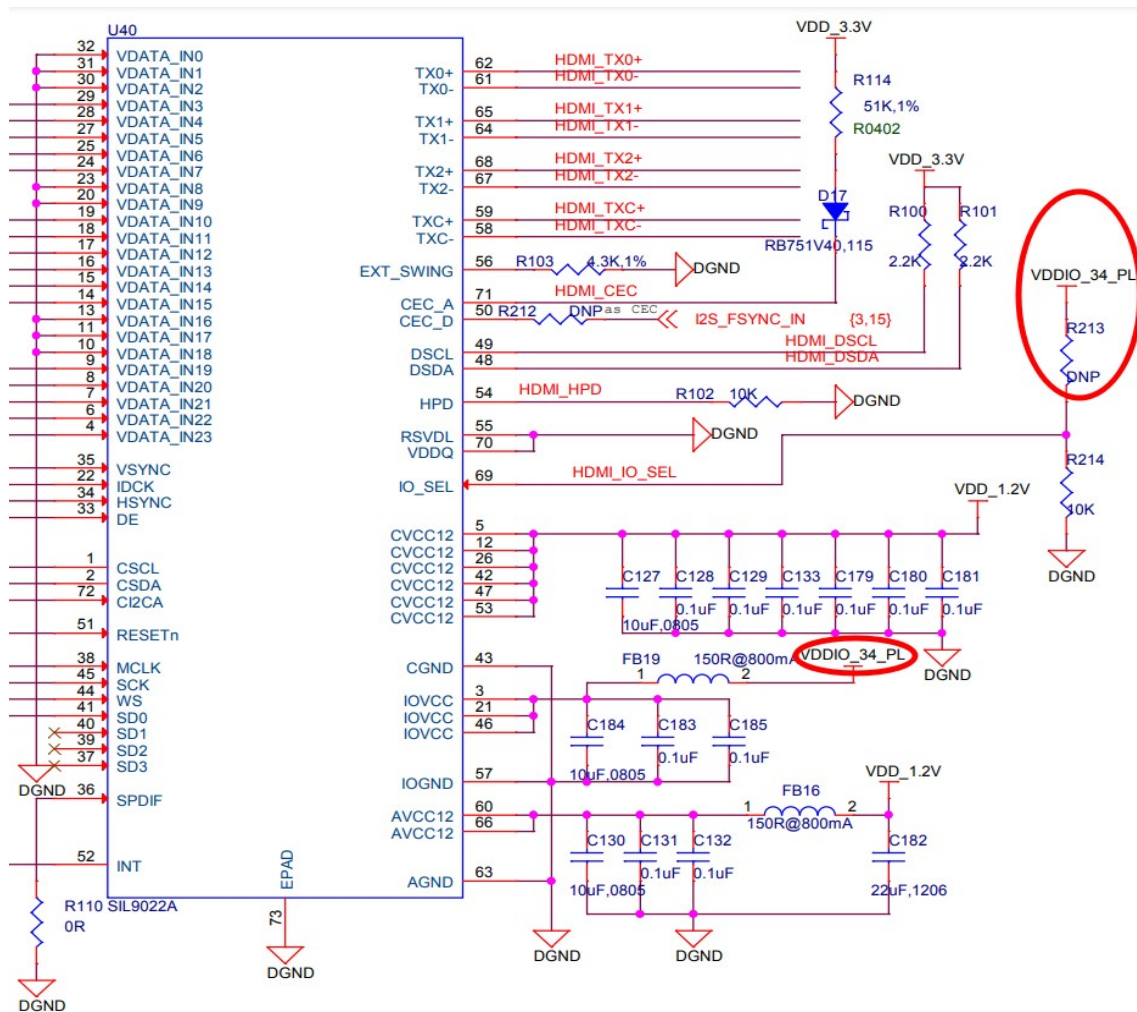 U40
32 VDATA_IN0
31 VDATA_IN1
30 VDATA_IN2
29 VDATA_IN3
28 VDATA_IN4
27 VDATA_IN5
25 VDATA_IN6
24 VDATA_IN7
23 VDATA_IN8
20 VDATA_IN9
19 VDATA_IN10
18 VDATA_IN11
17 VDATA_IN12
16 VDATA_IN13
15 VDATA_IN14
14 VDATA_IN15
13 VDATA_IN16
11 VDATA_IN17
10 VDATA_IN18
9 VDATA_IN19
8 VDATA_IN20
7 VDATA_IN21
6 VDATA_IN22
4 VDATA_IN23
35 VSYNC
22 IDCK
34 HSYNC
33 DE
1 CSCL
2 CSDA
72 CI2CA
51 RESETn
38 MCLK
45 SCK
44 WS
41 SD0
40 SD1
39 SD2
37 SD3
DGND
36 SPDIF
52 INT
R110 SIL9022A
0R
DGND
EPAD
73
DGND
TX0+ 62 HDMI_TX0+
TX0- 61 HDMI_TX0-
TX1+ 65 HDMI_TX1+
TX1- 64 HDMI_TX1-
TX2+ 68 HDMI_TX2+
TX2- 67 HDMI_TX2-
TXC+ 59 HDMI_TXC+
TXC- 58 HDMI_TXC-
EXT_SWING 56 R103 4.3K,1% DGND
CEC_A 71 HDMI_CEC
CEC_D 50 R212 DNP as CEC I2S_FSYNC_IN {3,15}
DSCL 49 HDMI_DSCL
DSDA 48 HDMI_DSDA
HPD 54 HDMI_HPD R102 10K DGND
RSVDL 55 DGND
VDDQ 70
IO_SEL 69 HDMI_IO_SEL
VDD_3.3V
R114
51K,1%
R0402
D17
RB751V40,115
VDD_3.3V
R100 R101
2.2K 2.2K
VDDIO_34_PL
R213
DNP
R214
10K
DGND
VDD_1.2V
CVCC12 5
CVCC12 12
CVCC12 26
CVCC12 42
CVCC12 47
CVCC12 53
C127 C128 C129 C133 C179 C180 C181
10uF,0805 0.1uF 0.1uF 0.1uF 0.1uF 0.1uF 0.1uF
DGND
CGND 43
FB19 150R@800mA VDDIO_34_PL
1 2
IOVCC 3
IOVCC 21
IOVCC 46
C184 C183 C185
10uF,0805 0.1uF 0.1uF
IOGND 57
VDD_1.2V
FB16
1 2
150R@800mA
AVCC12 60
AVCC12 66
C130 C131 C132 C182
10uF,0805 0.1uF 0.1uF 22uF,1206
AGND 63
DGND DGND